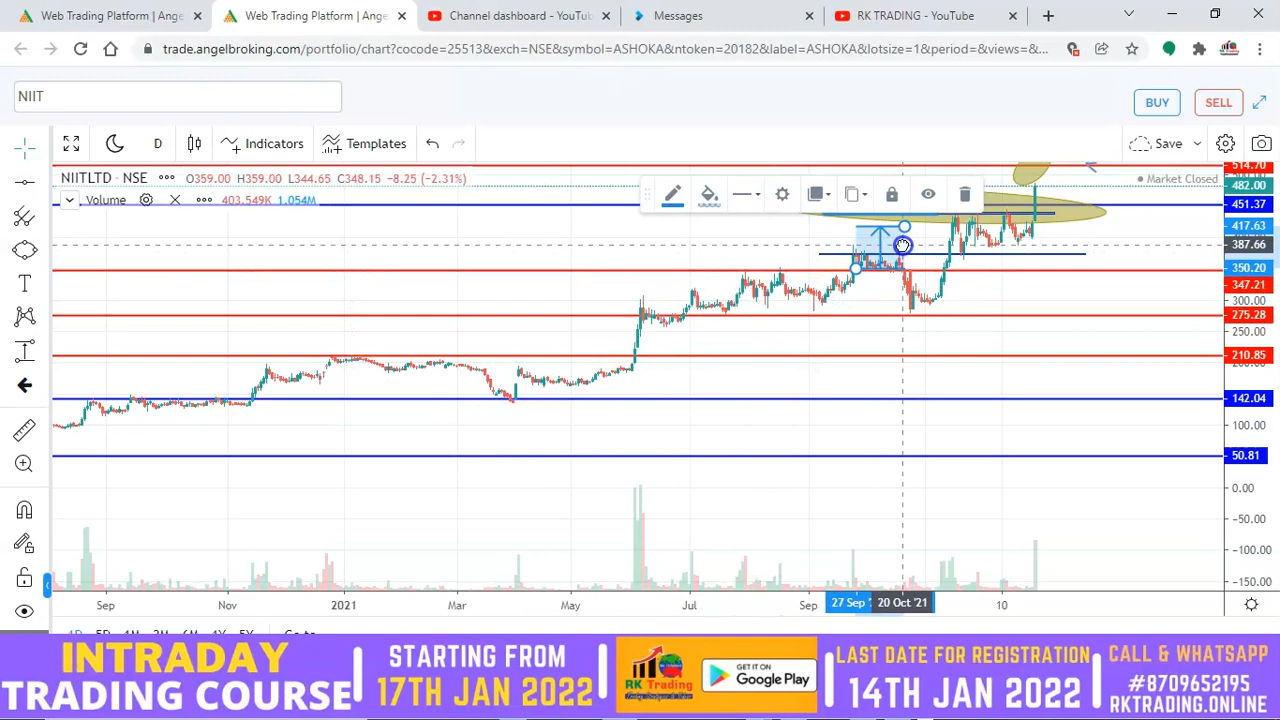 Web Trading Platform | Ange
Web Trading Platform | Ange
Channel dashboard - YouTub
Messages
RK TRADING - YouTube
trade.angelbroking.com/portfolio/chart?cocode=25513&exch=NSE&symbol=ASHOKA&ntoken=20182&label=ASHOKA&lotsize=1&period=&views=&...
NIIT
BUY
SELL
D
Indicators
Templates
Save
NIITLTD · NSE
O359.00 H359.00 L344.65 C348.15 -8.25 (-2.31%)
Market Closed
Volume
403.549K 1.054M
514.70
482.00
451.37
417.63
387.66
350.20
347.21
300.00
275.28
250.00
210.85
142.04
100.00
50.81
0.00
-50.00
-100.00
-150.00
Sep
Nov
2021
Mar
May
Jul
Sep
27 Sep '
20 Oct '21
10
INTRADAY
TRADING COURSE
STARTING FROM
17TH JAN 2022
RK Trading
GET IT ON
Google Play
LAST DATE FOR REGISTRATION
14TH JAN 2022
CALL & WHATSAPP
#8709652195
RKTRADING.ONLINE